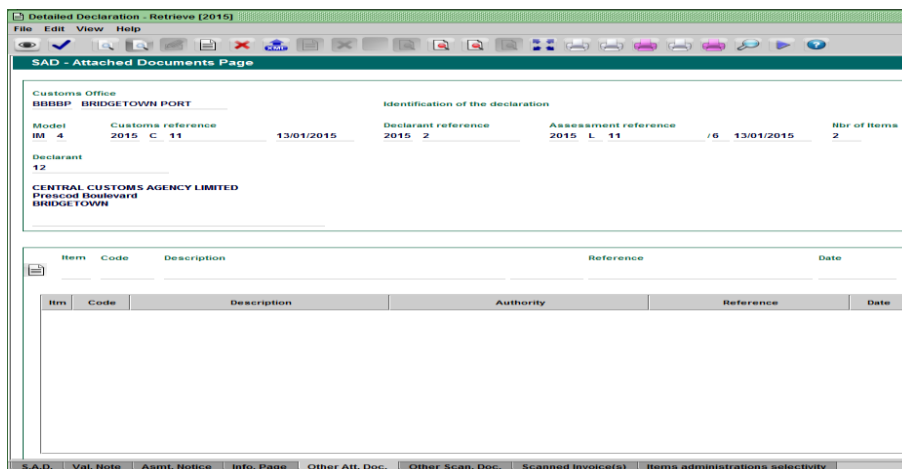 Detailed Declaration - Retrieve [2015]
File Edit View Help
CMP
SAD - Attached Documents Page
Customs Office
BBBBP BRIDGETOWN PORT Identification of the declaration
Model Customs reference Declarant reference Assessment reference Nbr of Items
IM 4 2015 C 11 13/01/2015 2015 2 2015 L 11 /6 13/01/2015 2
Declarant
12
CENTRAL CUSTOMS AGENCY LIMITED
Prescod Boulevard
BRIDGETOWN
Item Code Description Reference Date
Itm Code Description Authority Reference Date
S.A.D. Val. Note Asmt. Notice Info. Page Other Att. Doc. Other Scan. Doc. Scanned Invoice(s) Items administrations selectivity